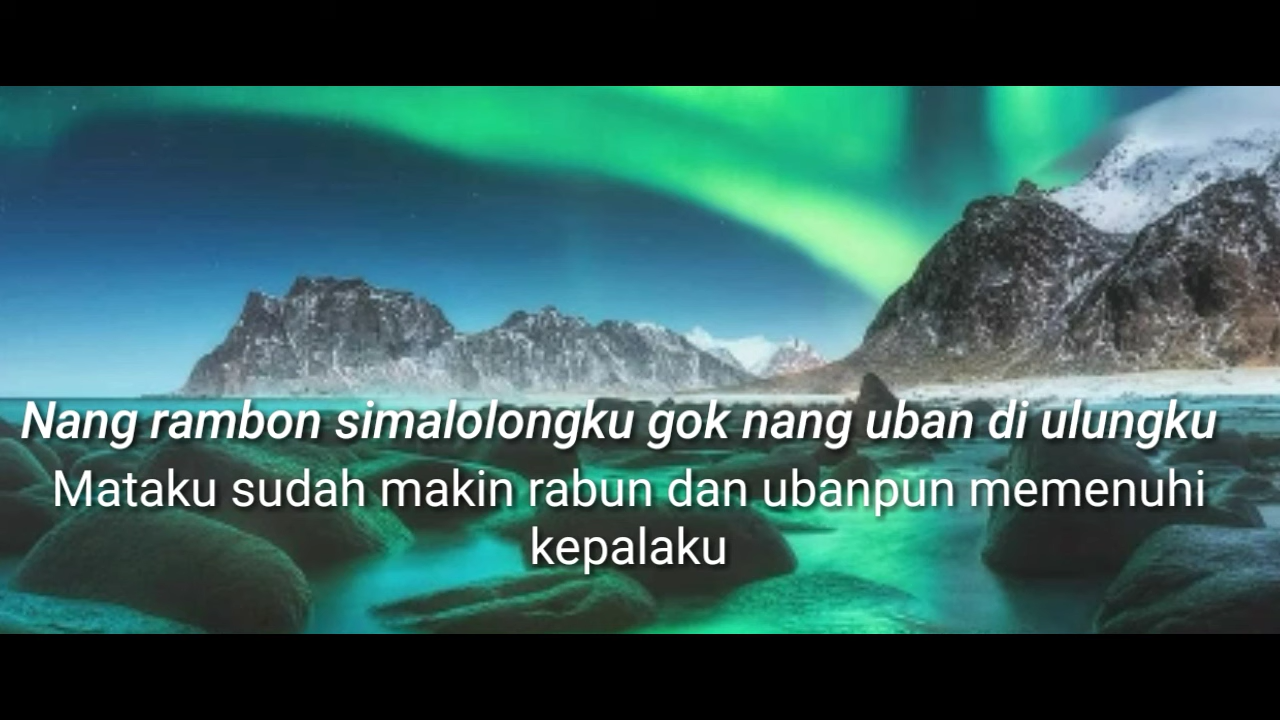 Nang rambon simalolongku gok nang uban di ulungku
Mataku sudah makin rabun dan ubanpun memenuhi
kepalaku